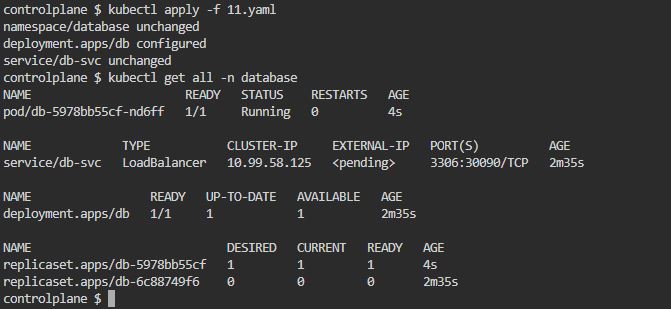 controlplane $ kubectl apply -f 11.yaml
namespace/database unchanged
deployment.apps/db configured
service/db-svc unchanged
controlplane $ kubectl get all -n database
NAME READY STATUS RESTARTS AGE
pod/db-5978bb55cf-nd6ff 1/1 Running 0 4s
NAME TYPE CLUSTER-IP EXTERNAL-IP PORT(S) AGE
service/db-svc LoadBalancer 10.99.58.125 <pending> 3306:30090/TCP 2m35s
NAME READY UP-TO-DATE AVAILABLE AGE
deployment.apps/db 1/1 1 1 2m35s
NAME DESIRED CURRENT READY AGE
replicaset.apps/db-5978bb55cf 1 1 1 4s
replicaset.apps/db-6c88749f6 0 0 0 2m35s
controlplane $